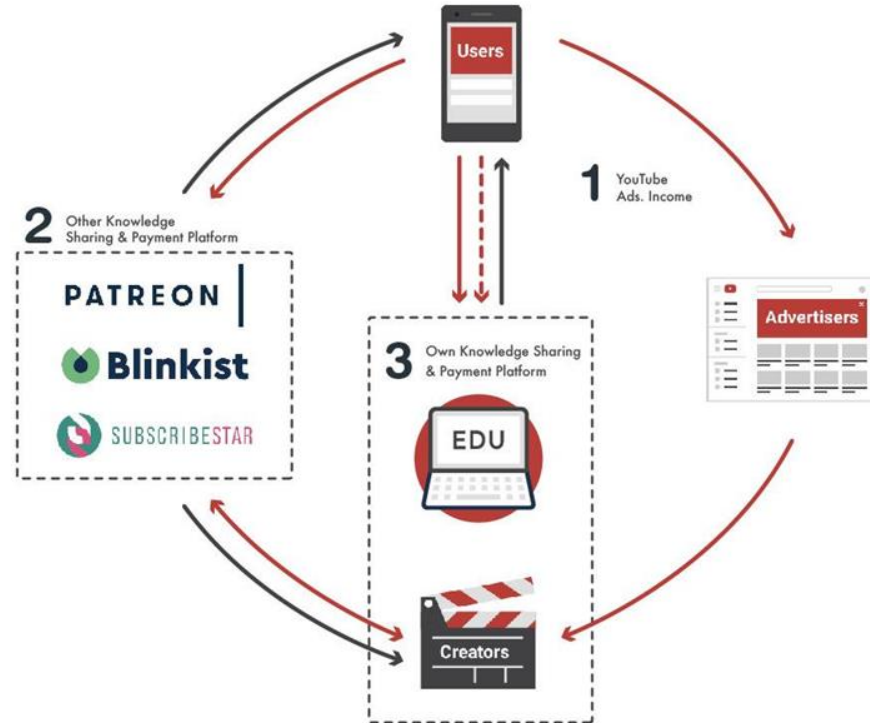 Users
1
YouTube
Ads. Income
2
Other Knowledge
Sharing & Payment Platform
PATREON
Blinkist
SUBSCRIBESTAR
3
Own Knowledge Sharing
& Payment Platform
EDU
Advertisers
Creators